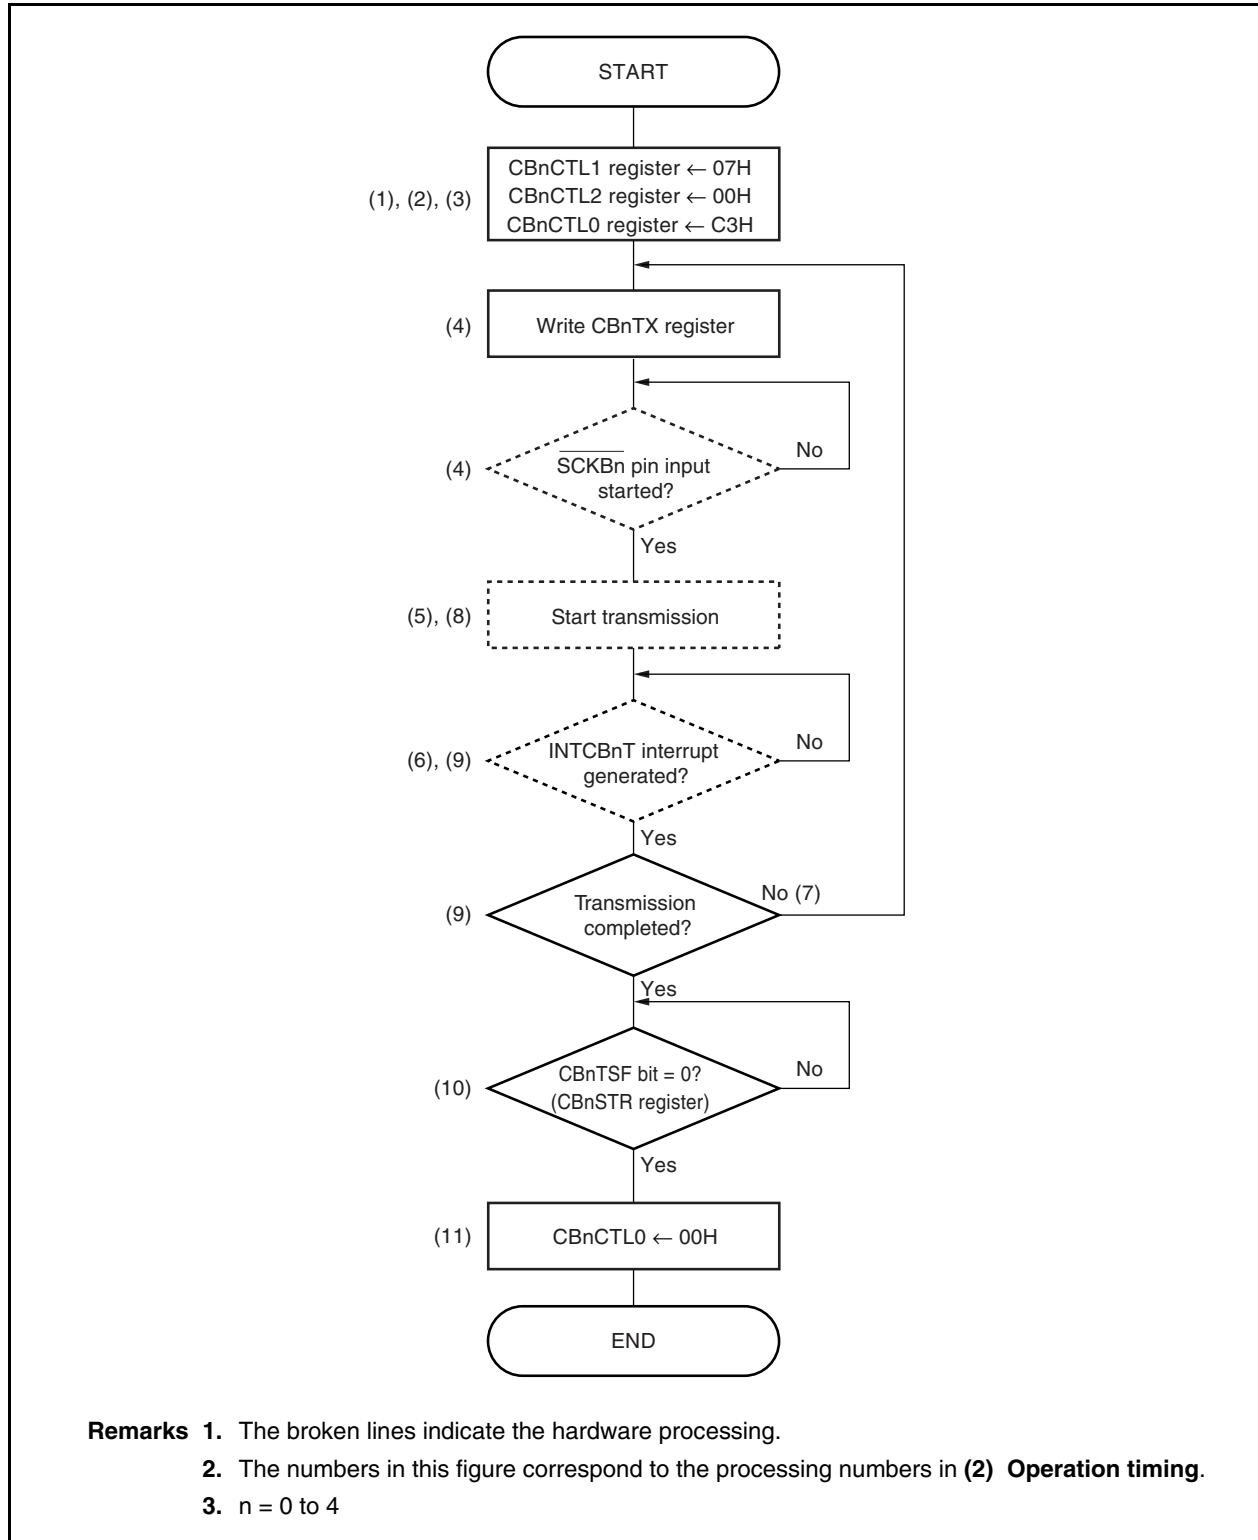 START
(1), (2), (3)
CBnCTL1 register ← 07H
CBnCTL2 register ← 00H
CBnCTL0 register ← C3H
(4)
Write CBnTX register
(4)
SCKBn pin input
started?
No
Yes
(5), (8)
Start transmission
(6), (9)
INTCBnT interrupt
generated?
No
Yes
(9)
Transmission
completed?
No (7)
Yes
(10)
CBnTSF bit = 0?
(CBnSTR register)
No
Yes
(11)
CBnCTL0 ← 00H
END
Remarks 1. The broken lines indicate the hardware processing.
2. The numbers in this figure correspond to the processing numbers in (2) Operation timing.
3. n = 0 to 4